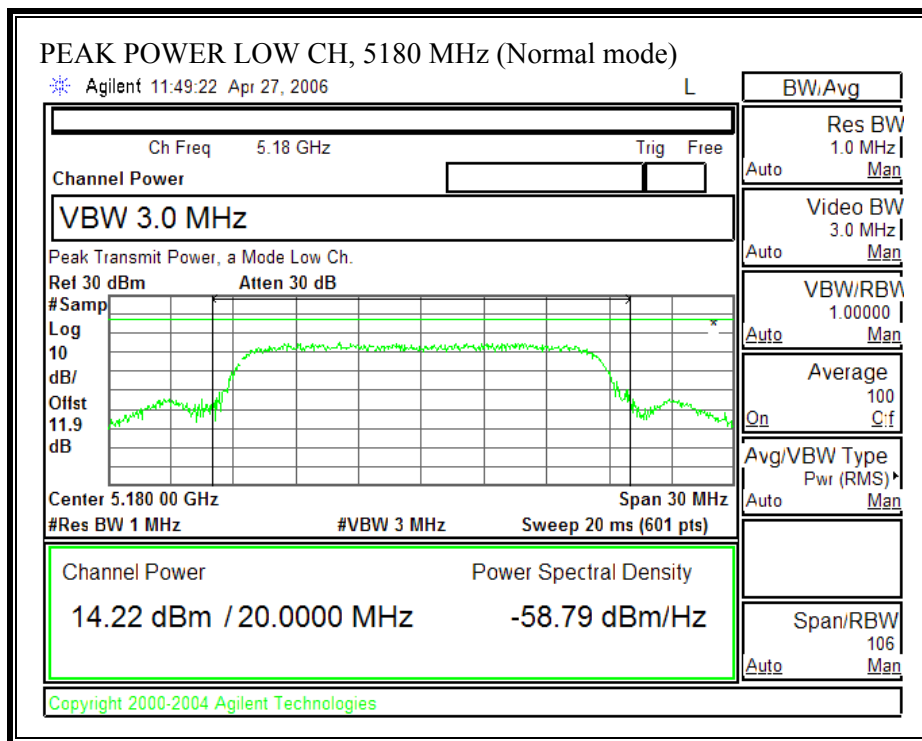 PEAK POWER LOW CH, 5180 MHz (Normal mode)
Agilent 11:49:22 Apr 27, 2006 L
BW/Avg
Ch Freq 5.18 GHz Trig Free
Channel Power
VBW 3.0 MHz
Peak Transmit Power, a Mode Low Ch.
Ref 30 dBm Atten 30 dB
#Samp
Log
10
dB/
Offst
11.9
dB
Center 5.180 00 GHz Span 30 MHz
#Res BW 1 MHz #VBW 3 MHz Sweep 20 ms (601 pts)
Channel Power Power Spectral Density
14.22 dBm / 20.0000 MHz -58.79 dBm/Hz
Copyright 2000-2004 Agilent Technologies
Res BW
1.0 MHz
Auto Man
Video BW
3.0 MHz
Auto Man
VBW/RBW
1.00000
Auto Man
Average
100
On Off
Avg/VBW Type
Pwr (RMS)
Auto Man
Span/RBW
106
Auto Man